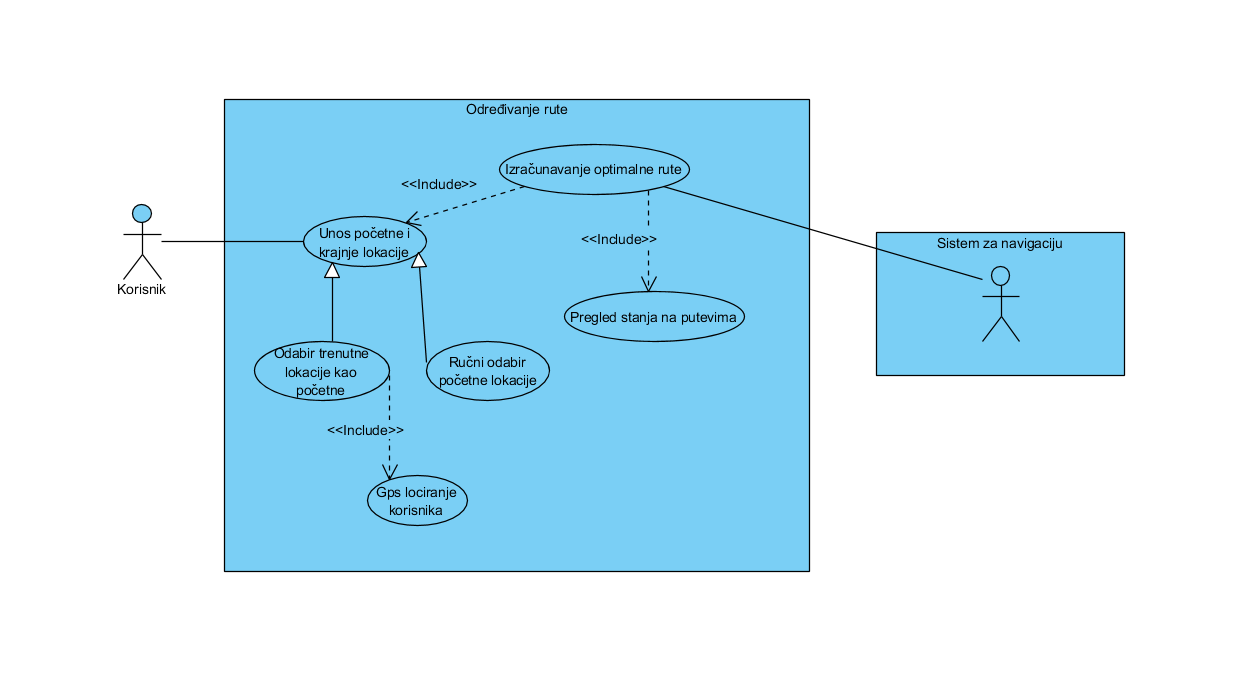 Određivanje rute
Izračunavanje optimalne rute
<<Include>>
Unos početne i
krajnje lokacije
<<Include>>
Sistem za navigaciju
Korisnik
Pregled stanja na putevima
Odabir trenutne
lokacije kao
početne
Ručni odabir
početne lokacije
<<Include>>
Gps lociranje
korisnika